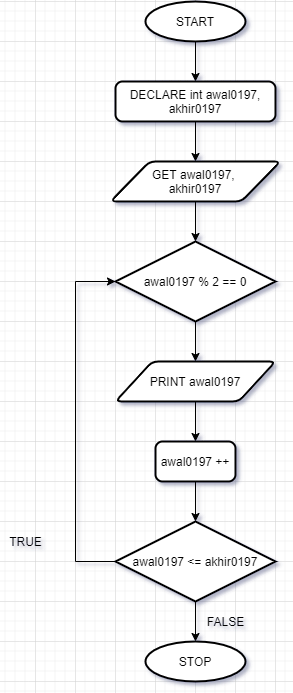 START
DECLARE int awal0197,
akhir0197
GET awal0197,
akhir0197
awal0197 % 2 == 0
PRINT awal0197
awal0197 ++
awal0197 <= akhir0197
TRUE
FALSE
STOP